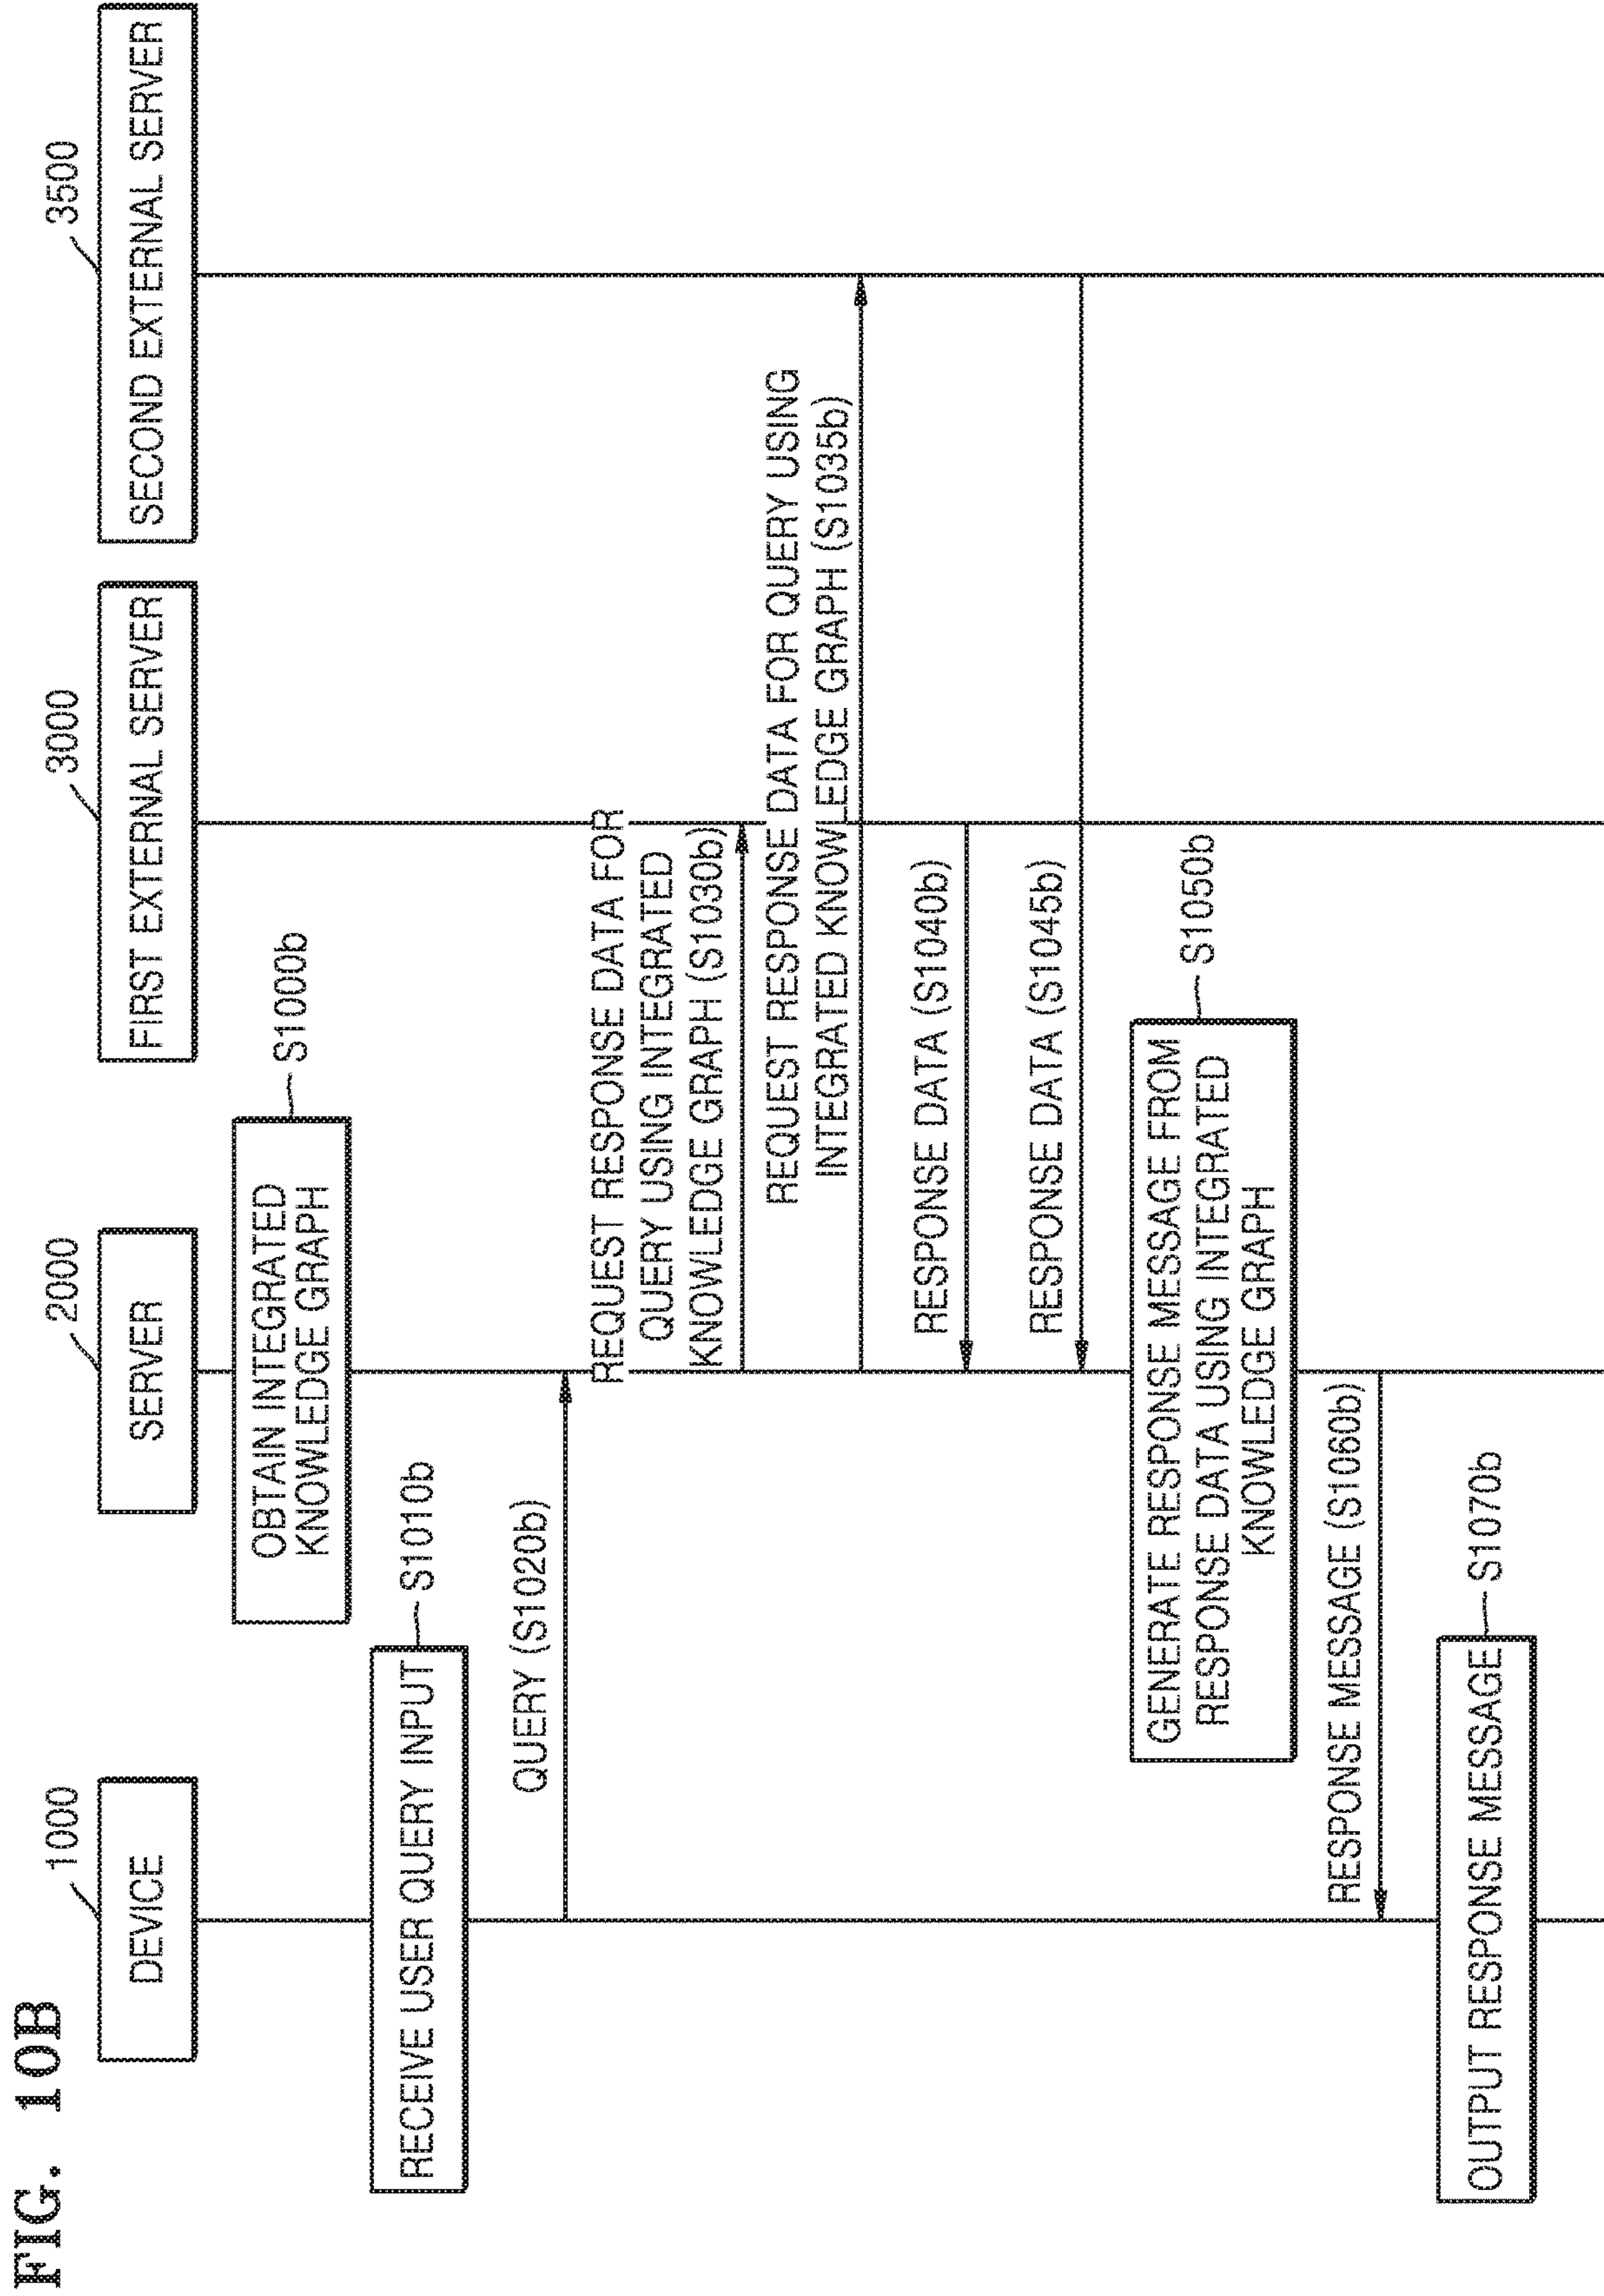 FIG. 10B
1000
2000
3000
3500
DEVICE
SERVER
FIRST EXTERNAL SERVER
SECOND EXTERNAL SERVER
OBTAIN INTEGRATED
KNOWLEDGE GRAPH
S1000b
RECEIVE USER QUERY INPUT
S1010b
QUERY (S1020b)
REQUEST RESPONSE DATA FOR
QUERY USING INTEGRATED
KNOWLEDGE GRAPH (S1030b)
REQUEST RESPONSE DATA FOR QUERY USING
INTEGRATED KNOWLEDGE GRAPH (S1035b)
RESPONSE DATA (S1040b)
RESPONSE DATA (S1045b)
GENERATE RESPONSE MESSAGE FROM
RESPONSE DATA USING INTEGRATED
KNOWLEDGE GRAPH
S1050b
RESPONSE MESSAGE (S1060b)
OUTPUT RESPONSE MESSAGE
S1070b